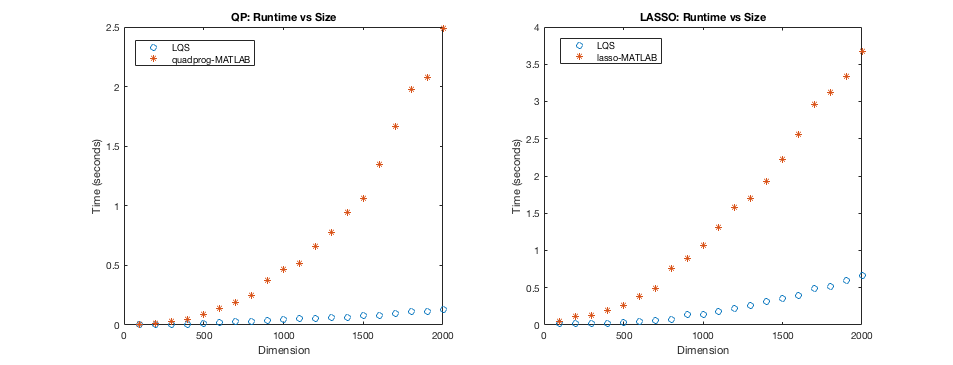 QP: Runtime vs Size
LQS
quadprog-MATLAB
2.5
2
1.5
1
0.5
0
Time (seconds)
0
500
1000
1500
2000
Dimension
LASSO: Runtime vs Size
LQS
lasso-MATLAB
4
3.5
3
2.5
2
1.5
1
0.5
0
Time (seconds)
0
500
1000
1500
2000
Dimension